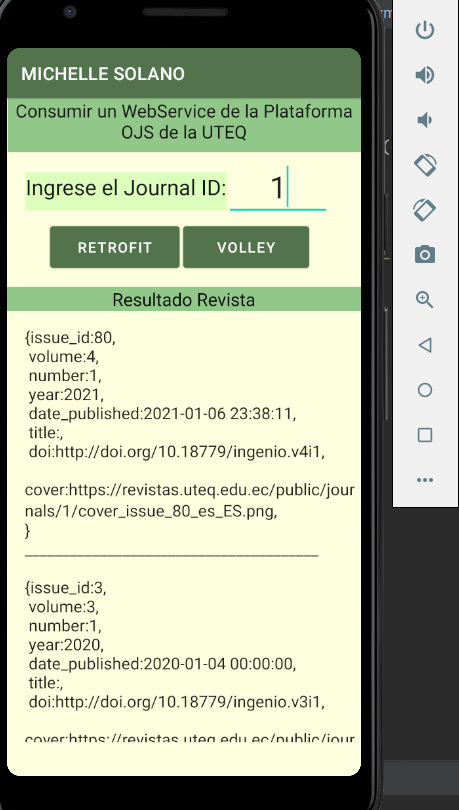 MICHELLE SOLANO
Consumir un WebService de la Plataforma
OJS de la UTEQ
Ingrese el Journal ID: 1
RETROFIT VOLLEY
Resultado Revista
{issue_id:80,
volume:4,
number:1,
year:2021,
date_published:2021-01-06 23:38:11,
title:,
doi:http://doi.org/10.18779/ingenio.v4i1,
cover:https://revistas.uteq.edu.ec/public/jour
nals/1/cover_issue_80_es_ES.png,
}
______________________________________
{issue_id:3,
volume:3,
number:1,
year:2020,
date_published:2020-01-04 00:00:00,
title:,
doi:http://doi.org/10.18779/ingenio.v3i1,
cover:https://revistas.uteq.edu.ec/public/jour